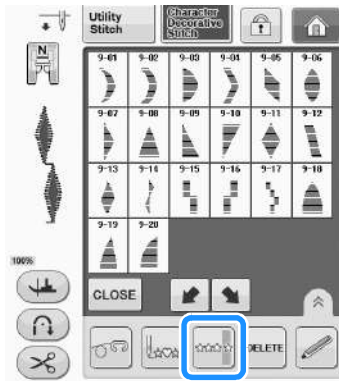 Utility
Stitch
Character
Decorative
Stitch
N
9-01 9-02 9-03 9-04 9-05 9-06
9-07 9-08 9-09 9-10 9-11 9-12
9-13 9-14 9-15 9-16 9-17 9-18
9-19 9-20
100%
CLOSE
DELETE